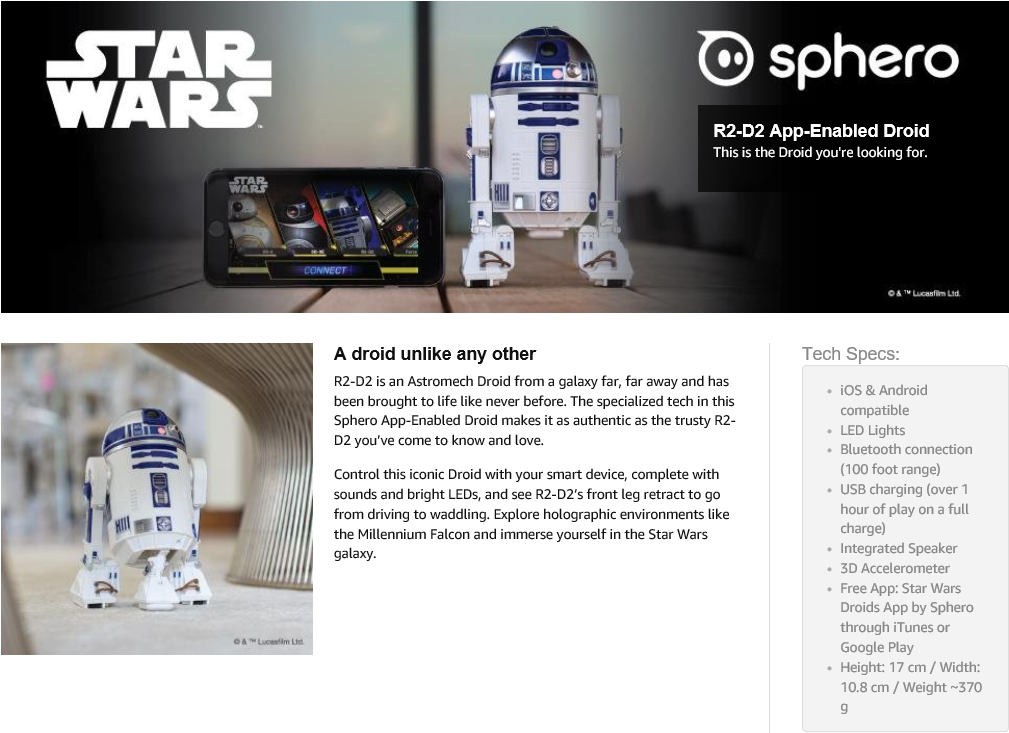 STAR
WARS
sphero
R2-D2 App-Enabled Droid
This is the Droid you're looking for.
STAR
WARS
CONNECT
© & ™ Lucasfilm Ltd.
A droid unlike any other
R2-D2 is an Astromech Droid from a galaxy far, far away and has
been brought to life like never before. The specialized tech in this
Sphero App-Enabled Droid makes it as authentic as the trusty R2-
D2 you’ve come to know and love.
Control this iconic Droid with your smart device, complete with
sounds and bright LEDs, and see R2-D2’s front leg retract to go
from driving to waddling. Explore holographic environments like
the Millennium Falcon and immerse yourself in the Star Wars
galaxy.
© & ™ Lucasfilm Ltd.
Tech Specs:
• iOS & Android
compatible
• LED Lights
• Bluetooth connection
(100 foot range)
• USB charging (over 1
hour of play on a full
charge)
• Integrated Speaker
• 3D Accelerometer
• Free App: Star Wars
Droids App by Sphero
through iTunes or
Google Play
• Height: 17 cm / Width:
10.8 cm / Weight ~370
g